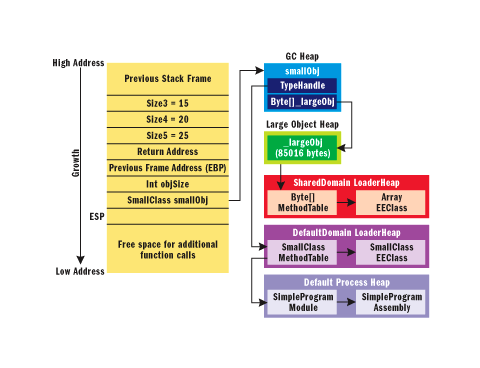 High Address
Previous Stack Frame
Size3 = 15
Size4 = 20
Size5 = 25
Return Address
Previous Frame Address (EBP)
Int objSize
SmallClass smallObj
ESP
Free space for additional
function calls
Growth
Low Address
GC Heap
smallObj
TypeHandle
Byte[]_largeObj
Large Object Heap
_largeObj
(85016 bytes)
SharedDomain LoaderHeap
Byte[]
MethodTable
Array
EEClass
DefaultDomain LoaderHeap
SmallClass
MethodTable
SmallClass
EEClass
Default Process Heap
SimpleProgram
Module
SimpleProgram
Assembly